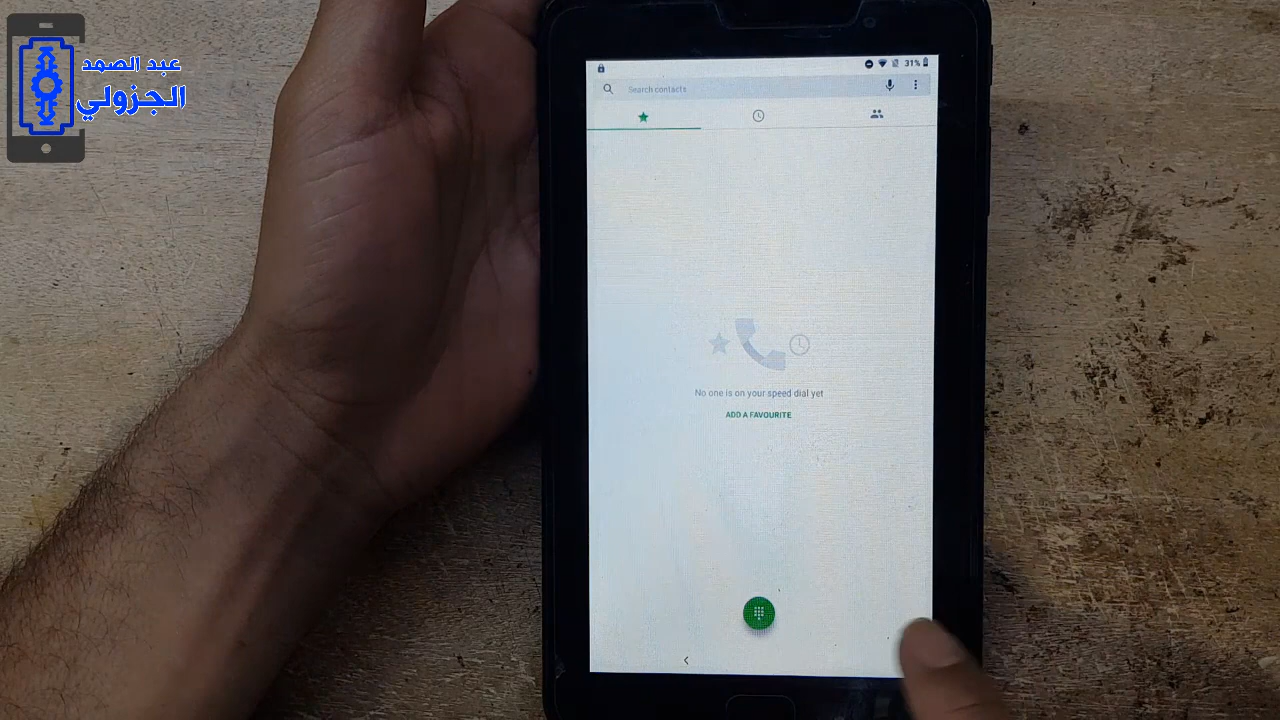 عبد الصمد
الجزولي
31%
Search contacts
No one is on your speed dial yet
ADD A FAVOURITE